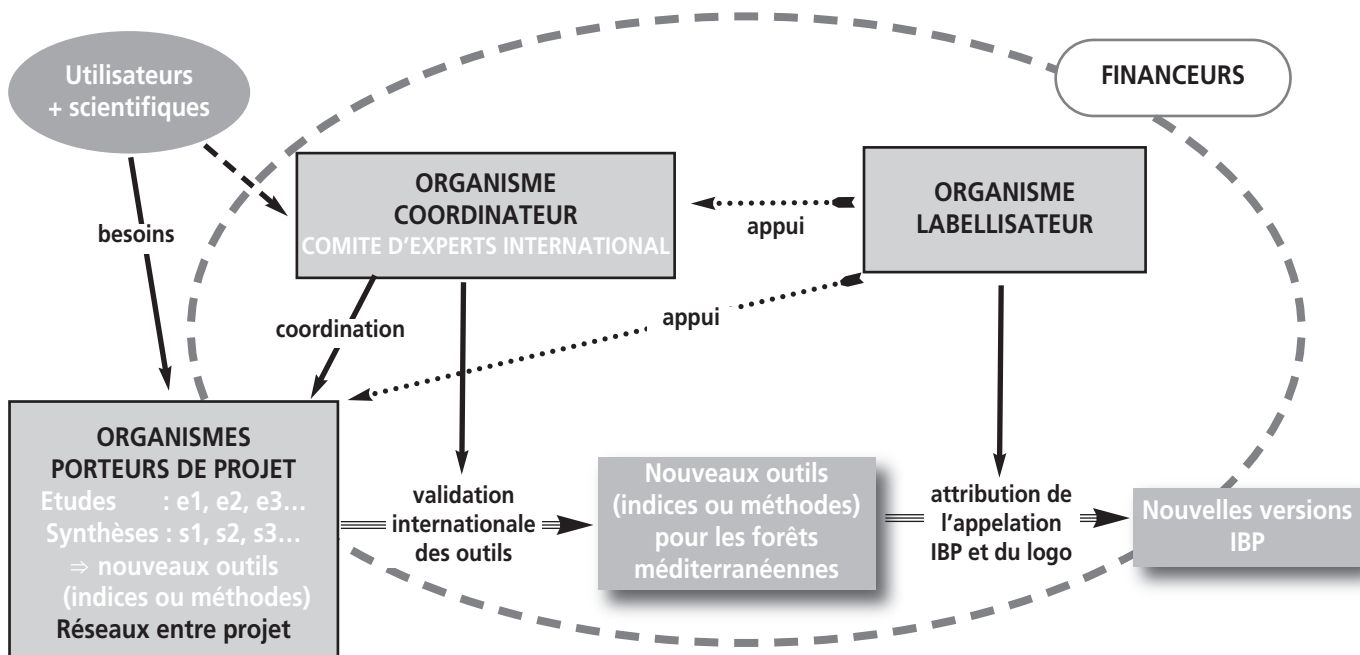 Utilisateurs
+ scientifiques
FINANCEURS
ORGANISME
COORDINATEUR
COMITE D'EXPERTS INTERNATIONAL
ORGANISME
LABELLISATEUR
appui
besoins
coordination
appui
ORGANISMES
PORTEURS DE PROJET
Etudes : e1, e2, e3…
Synthèses : s1, s2, s3…
⇒ nouveaux outils
(indices ou méthodes)
Réseaux entre projet
validation
internationale
des outils
Nouveaux outils
(indices ou méthodes)
pour les forêts
méditerranéennes
attribution de
l'appelation
IBP et du logo
Nouvelles versions
IBP